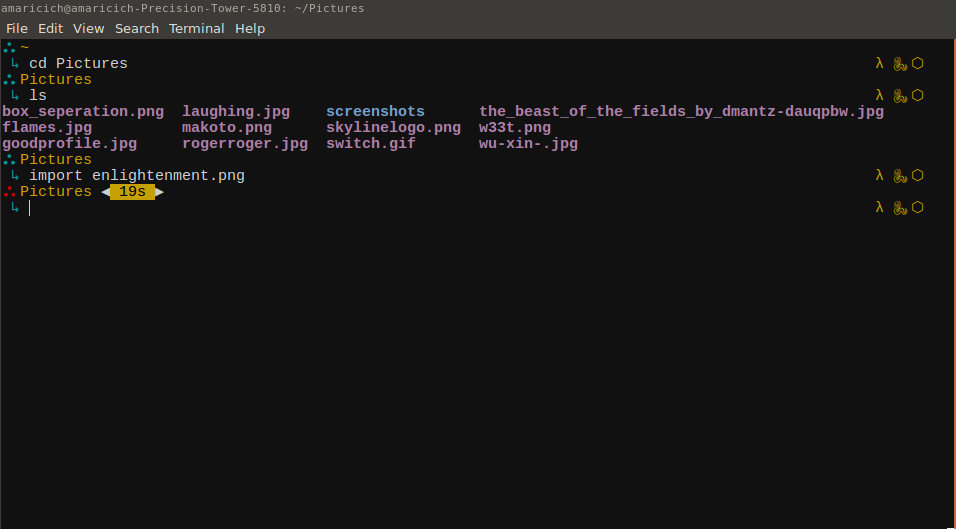 amaricich@amaricich-Precision-Tower-5810: ~/Pictures
File Edit View Search Terminal Help
~
↳ cd Pictures λ
Pictures
↳ ls λ
box_seperation.png laughing.jpg screenshots the_beast_of_the_fields_by_dmantz-dauqpbw.jpg
flames.jpg makoto.png skylinelogo.png w33t.png
goodprofile.jpg rogerroger.jpg switch.gif wu-xin-.jpg
Pictures
↳ import enlightenment.png λ
Pictures 19s
↳ λ